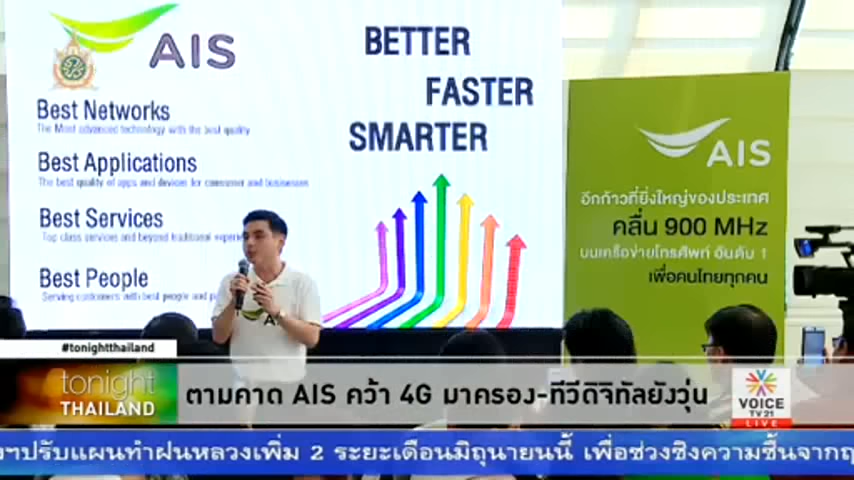 AIS
BETTER
FASTER
SMARTER
Best Networks
The Most advanced technology with the best quality
Best Applications
The best quality of apps and devices for consumer and businesses
Best Services
Top class services and beyond traditional
Best People
Serving customers with best people and
AIS
อีกก้าวที่ยิ่งใหญ่ของประเทศ
คลื่น 900 MHz
บนเครือข่ายโทรศัพท์ อันดับ 1
เพื่อคนไทยทุกคน
#tonightthailand
tonight
THAILAND
ตามคาด AIS คว้า 4G มาครอง-ทีวีดิจิทัลยังวุ่น
VOICE
TV 21
LIVE
ปรับแผนทำฝนหลวงเพิ่ม 2 ระยะเดือนมิถุนายนนี้ เพื่อช่วงชิงความชื้นจาก